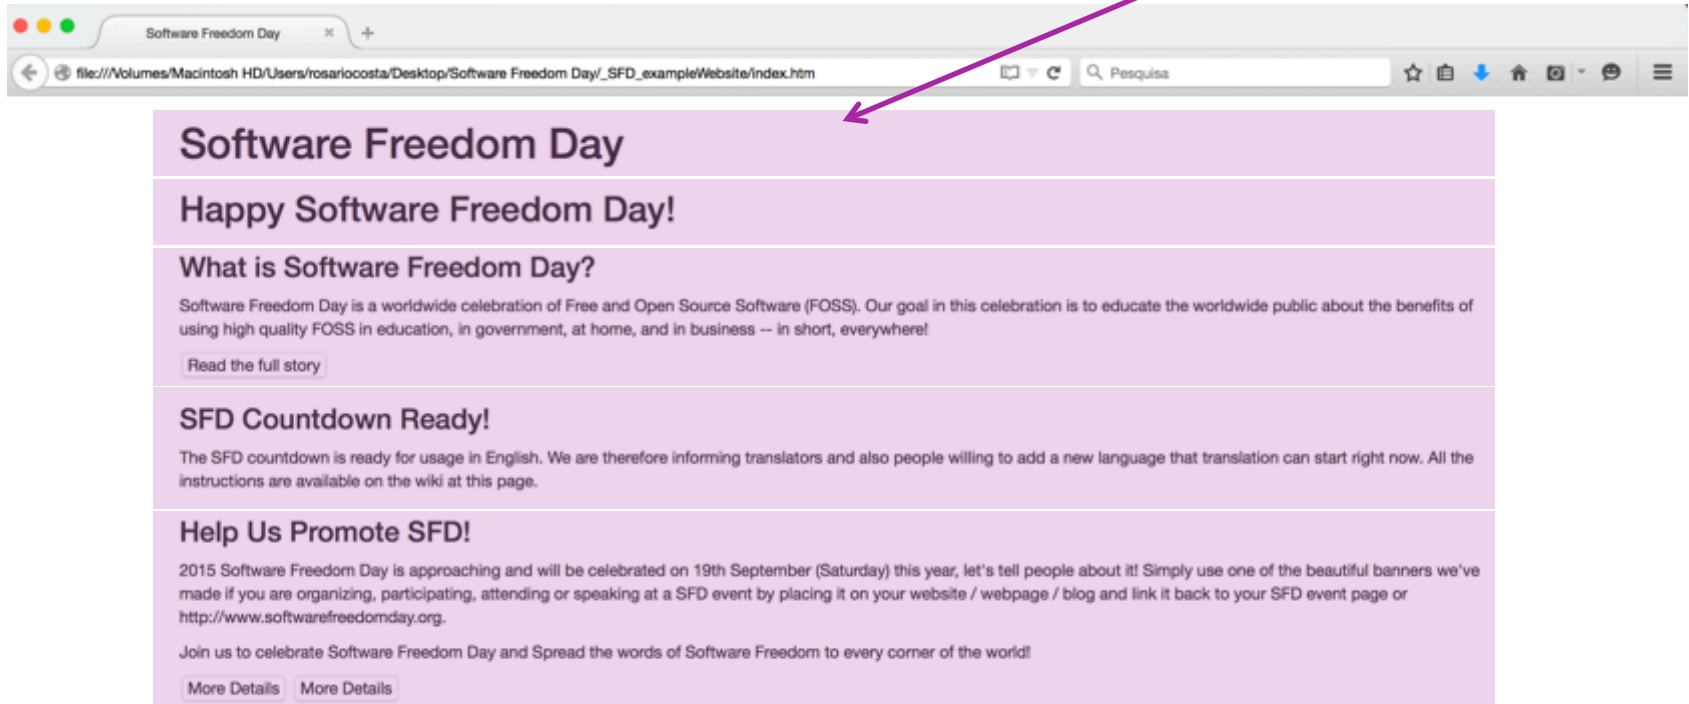 Software Freedom Day
file:///Volumes/Macintosh HD/Users/rosariocosta/Desktop/Software Freedom Day/_SFD_exampleWebsite/index.htm
Pesquisa
Software Freedom Day
Happy Software Freedom Day!
What is Software Freedom Day?
Software Freedom Day is a worldwide celebration of Free and Open Source Software (FOSS). Our goal in this celebration is to educate the worldwide public about the benefits of
using high quality FOSS in education, in government, at home, and in business -- in short, everywhere!
Read the full story
SFD Countdown Ready!
The SFD countdown is ready for usage in English. We are therefore informing translators and also people willing to add a new language that translation can start right now. All the
instructions are available on the wiki at this page.
Help Us Promote SFD!
2015 Software Freedom Day is approaching and will be celebrated on 19th September (Saturday) this year, let's tell people about it! Simply use one of the beautiful banners we've
made if you are organizing, participating, attending or speaking at a SFD event by placing it on your website / webpage / blog and link it back to your SFD event page or
http://www.softwarefreedomday.org.
Join us to celebrate Software Freedom Day and Spread the words of Software Freedom to every corner of the world!
More Details More Details